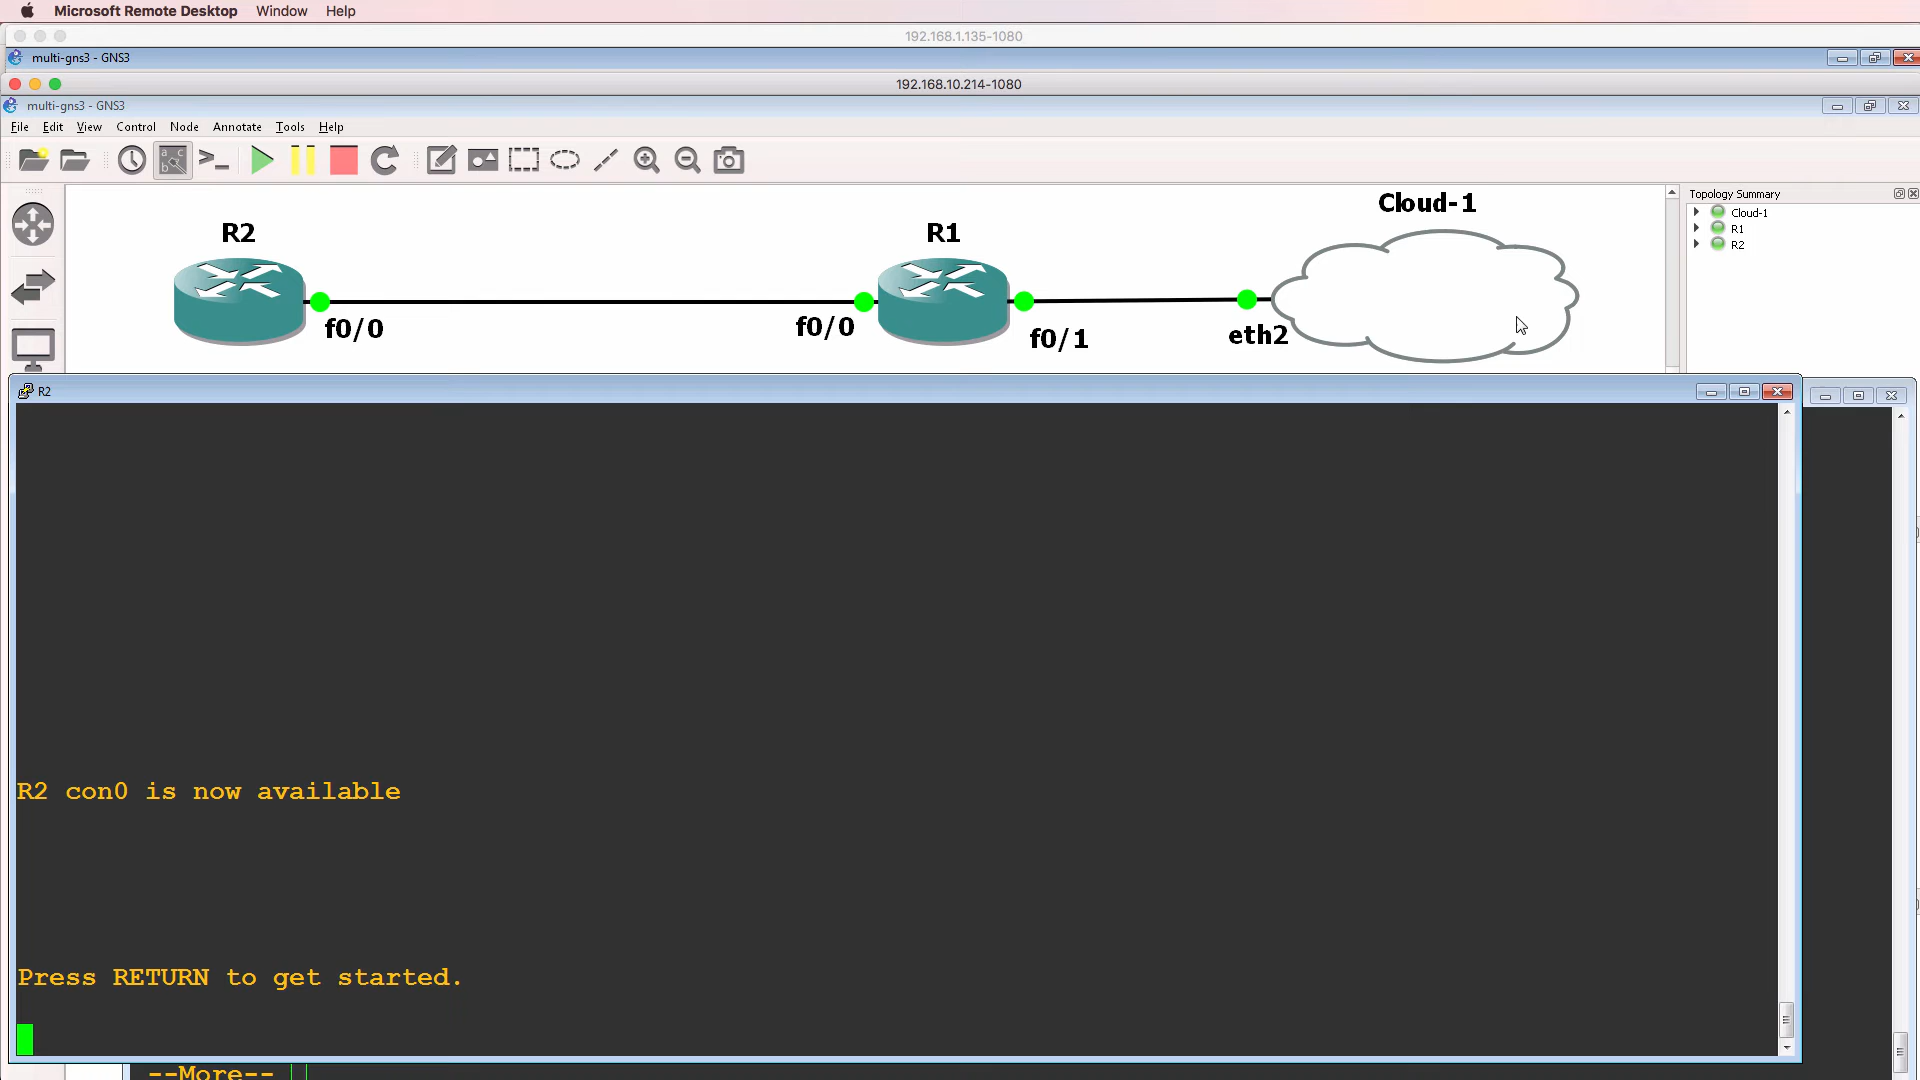 Microsoft Remote Desktop Window Help
192.168.1.135-1080
multi-gns3 - GNS3
192.168.10.214-1080
multi-gns3 - GNS3
File Edit View Control Node Annotate Tools Help
Topology Summary
Cloud-1
R1
R2
Cloud-1
R2
R1
f0/0
f0/0
f0/1
eth2
R2
R2 con0 is now available
Press RETURN to get started.
--More--